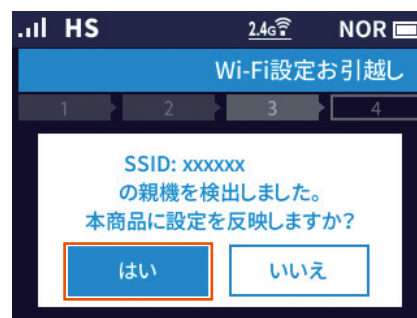 HS 2.4G NOR
Wi-Fi設定お引越し
1 2 3 4
SSID: xxxxxx
の親機を検出しました。
本商品に設定を反映しますか？
はい いいえ